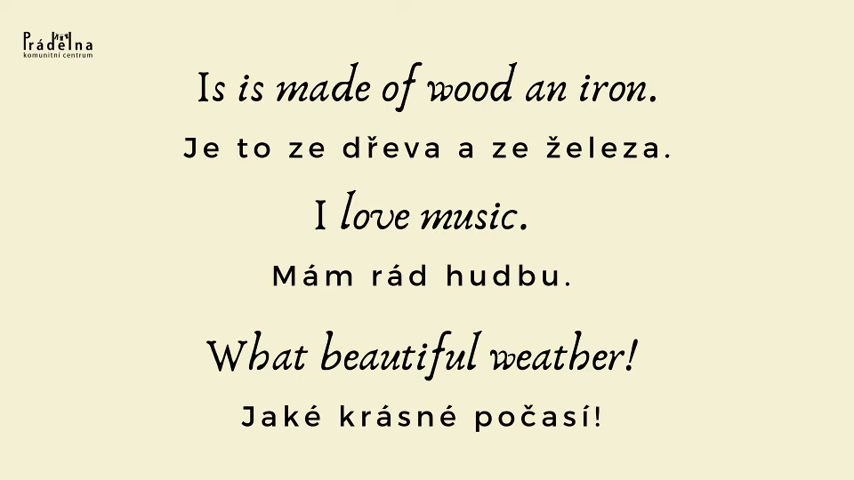 Prádelna
komunitní centrum
Is is made of wood an iron.
Je to ze dřeva a ze železa.
I love music.
Mám rád hudbu.
What beautiful weather!
Jaké krásné počasí!